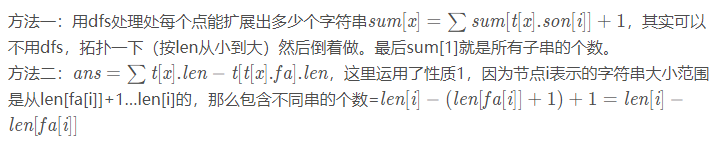 方法一：用dfs处理处每个点能扩展出多少个字符串sum[x] = ∑ sum[t[x].son[i]] + 1，其实可以
不用dfs，拓扑一下（按len从小到大）然后倒着做。最后sum[1]就是所有子串的个数。
方法二：ans = ∑ t[x].len − t[t[x].fa].len，这里运用了性质1，因为节点i表示的字符串大小范围
是从len[fa[i]]+1...len[i]的，那么包含不同串的个数=len[i] − (len[fa[i]] + 1) + 1 = len[i] −
len[fa[i]]